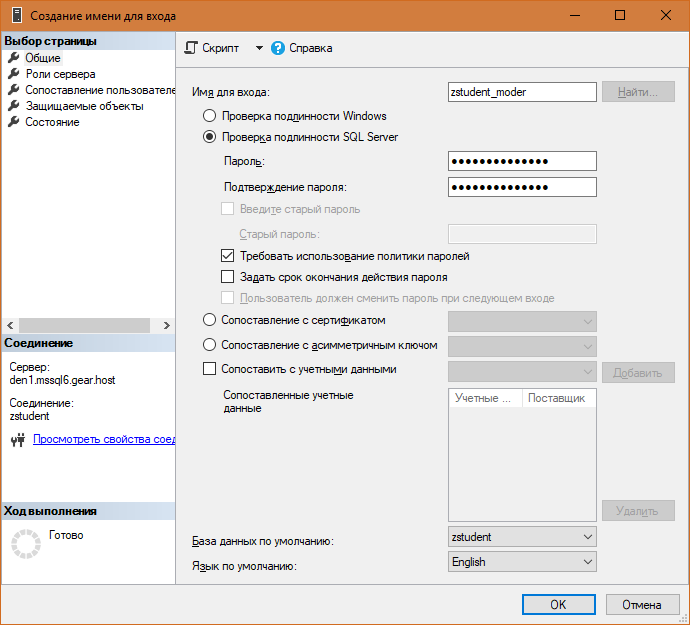 Создание имени для входа
Выбор страницы
Общие
Роли сервера
Сопоставление пользователе
Защищаемые объекты
Состояние
Соединение
Сервер:
den1.mssql6.gear.host
Соединение:
zstudent
Просмотреть свойства соед
Ход выполнения
Готово
Скрипт
Справка
Имя для входа:
zstudent_moder
Найти...
Проверка подлинности Windows
Проверка подлинности SQL Server
Пароль:
●●●●●●●●●●●●●●
Подтверждение пароля:
●●●●●●●●●●●●●●
Введите старый пароль
Старый пароль:
Требовать использование политики паролей
Задать срок окончания действия пароля
Пользователь должен сменить пароль при следующем входе
Сопоставление с сертификатом
Сопоставление с асимметричным ключом
Сопоставить с учетными данными
Добавить
Сопоставленные учетные
данные
Учетные ...
Поставщик
Удалить
База данных по умолчанию:
zstudent
Язык по умолчанию:
English
OK
Отмена